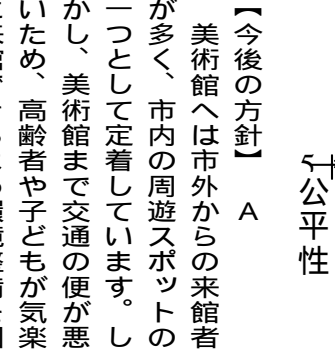 5公平性
【今後の方針】 A
美術館へは市外からの来館者
が多く、市内の周遊スポットの
一つとして定着しています。し
かし、美術館まで交通の便が悪
いため、高齢者や子どもが気楽